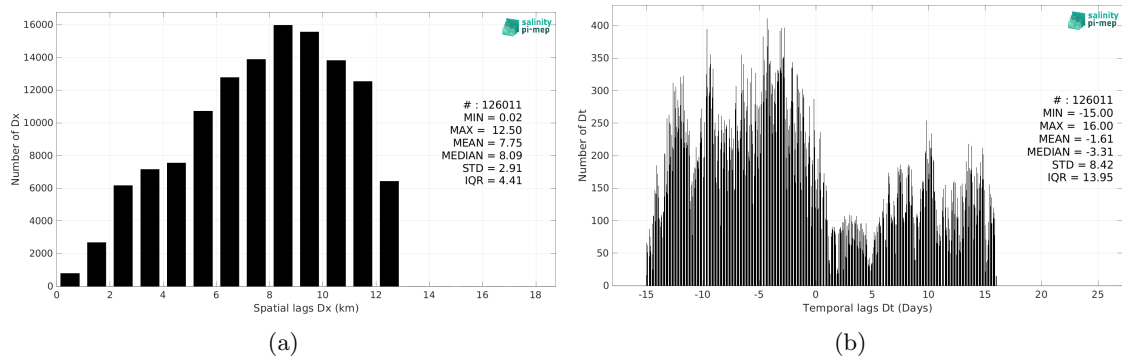 salinity
pi-mep
Number of Dx
16000
14000
12000
10000
8000
6000
4000
2000
0
# : 126011
MIN = 0.02
MAX = 12.50
MEAN = 7.75
MEDIAN = 8.09
STD = 2.91
IQR = 4.41
0 2 4 6 8 10 12 14 16 18
Spatial lags Dx (km)
(a)
salinity
pi-mep
Number of Dt
400
350
300
250
200
150
100
50
0
# : 126011
MIN = -15.00
MAX = 16.00
MEAN = -1.61
MEDIAN = -3.31
STD = 8.42
IQR = 13.95
-15 -10 -5 0 5 10 15 20 25
Temporal lags Dt (Days)
(b)